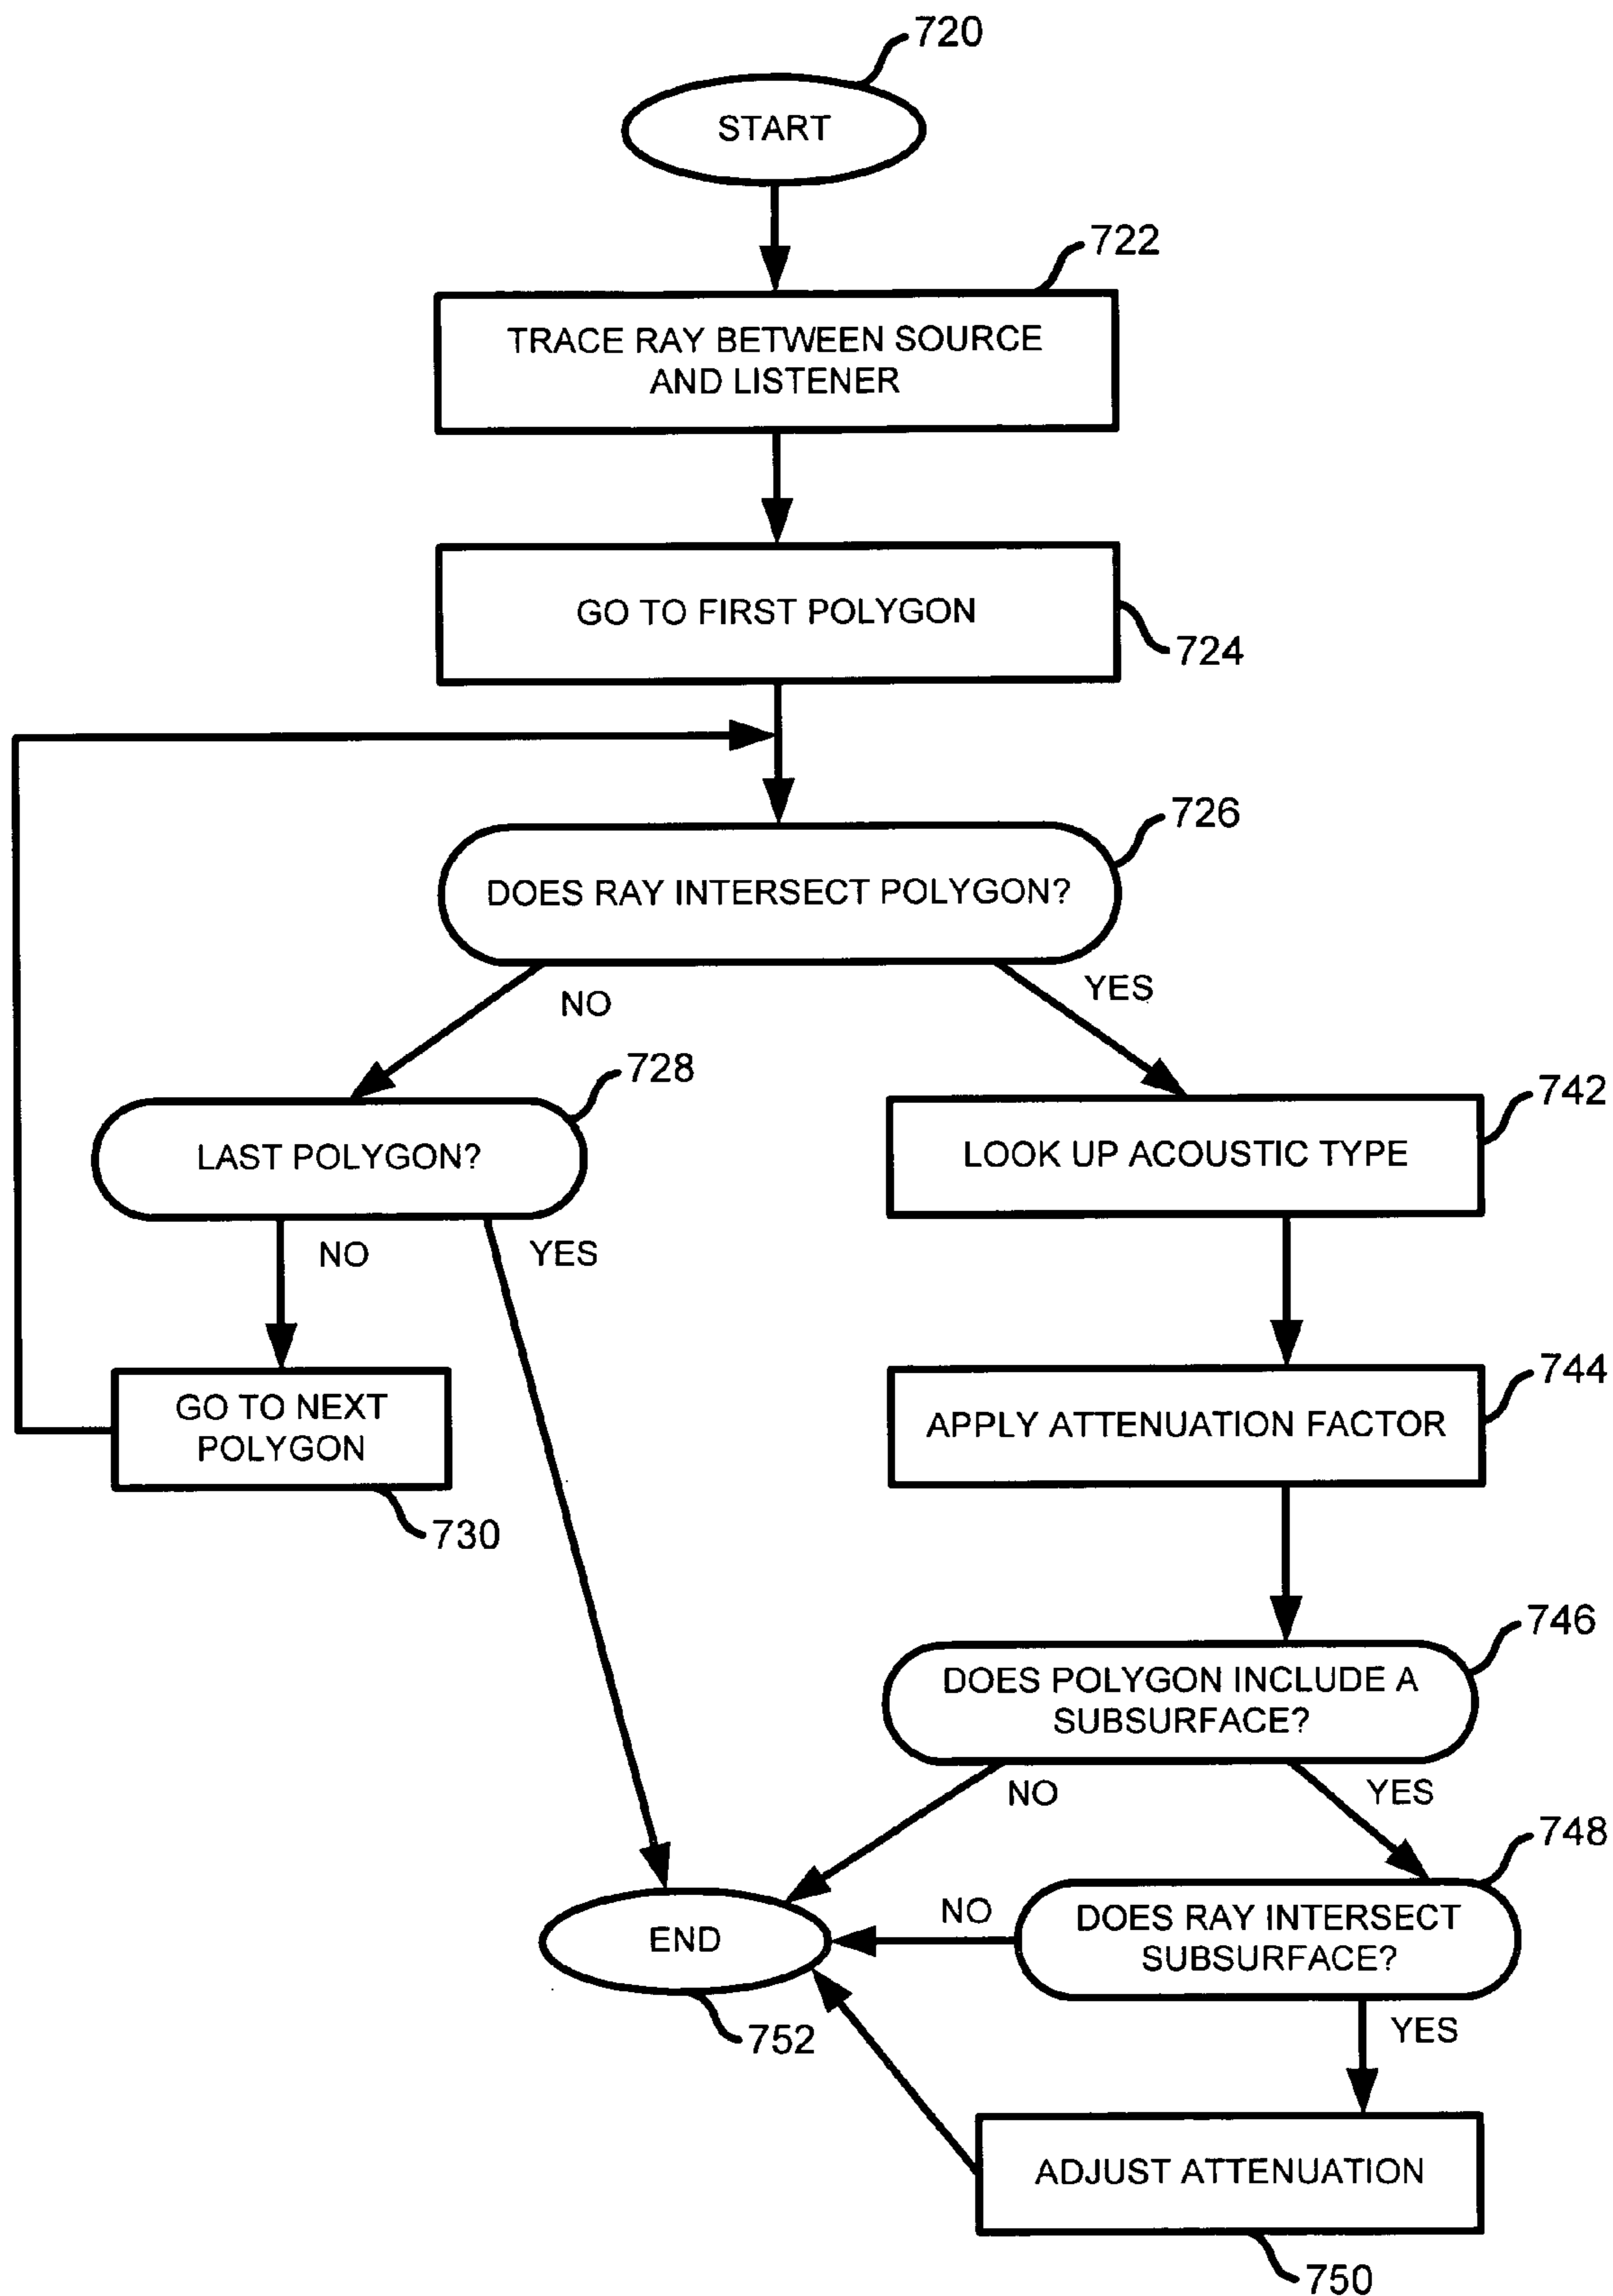 720
START
722
TRACE RAY BETWEEN SOURCE
AND LISTENER
GO TO FIRST POLYGON
724
726
DOES RAY INTERSECT POLYGON?
NO
YES
728
LAST POLYGON?
742
LOOK UP ACOUSTIC TYPE
NO
YES
GO TO NEXT
POLYGON
730
744
APPLY ATTENUATION FACTOR
746
DOES POLYGON INCLUDE A
SUBSURFACE?
NO
YES
748
DOES RAY INTERSECT
SUBSURFACE?
NO
END
752
YES
ADJUST ATTENUATION
750